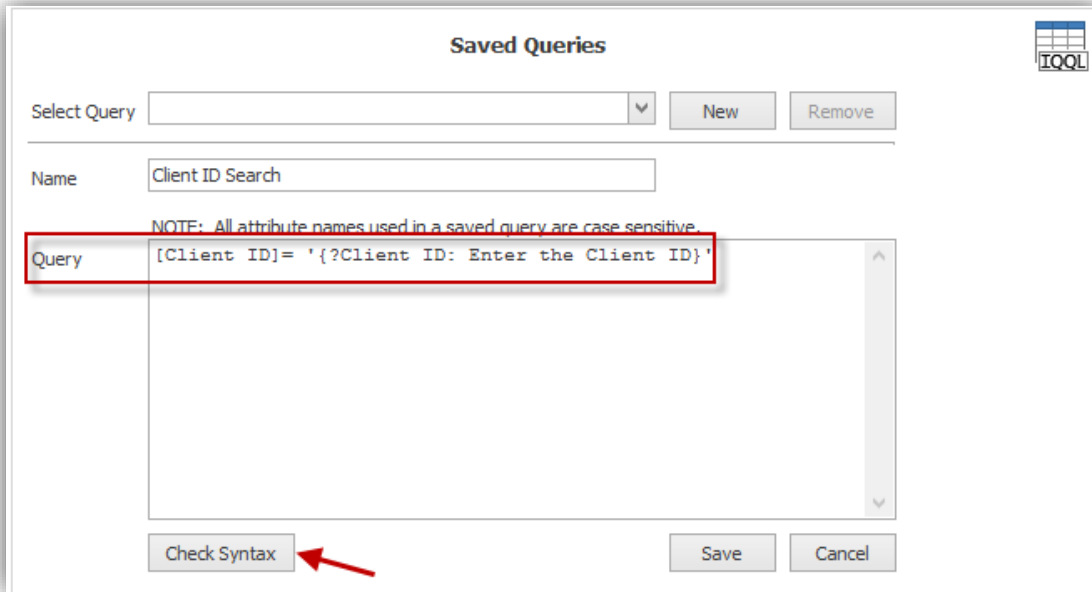 Saved Queries
IQQL
Select Query
New
Remove
Name
Client ID Search
NOTE: All attribute names used in a saved query are case sensitive.
Query
[Client ID]= '{?Client ID: Enter the Client ID}'
Check Syntax
Save
Cancel